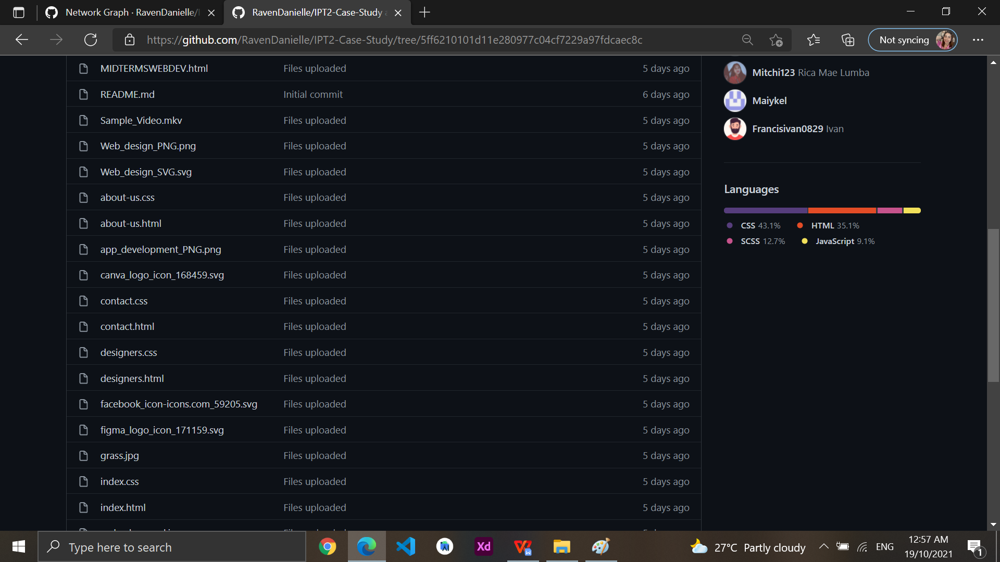 Network Graph · RavenDanielle/I
RavenDanielle/IPT2-Case-Study a
https://github.com/RavenDanielle/IPT2-Case-Study/tree/5ff6210101d11e280977c04cf7229a97fdcaec8c
Not syncing
MIDTERMSWEBDEV.html Files uploaded 5 days ago
README.md Initial commit 6 days ago
Sample_Video.mkv Files uploaded 5 days ago
Web_design_PNG.png Files uploaded 5 days ago
Web_design_SVG.svg Files uploaded 5 days ago
about-us.css Files uploaded 5 days ago
about-us.html Files uploaded 5 days ago
app_development_PNG.png Files uploaded 5 days ago
canva_logo_icon_168459.svg Files uploaded 5 days ago
contact.css Files uploaded 5 days ago
contact.html Files uploaded 5 days ago
designers.css Files uploaded 5 days ago
designers.html Files uploaded 5 days ago
facebook_icon-icons.com_59205.svg Files uploaded 5 days ago
figma_logo_icon_171159.svg Files uploaded 5 days ago
grass.jpg Files uploaded 5 days ago
index.css Files uploaded 5 days ago
index.html Files uploaded 5 days ago
Mitchi123 Rica Mae Lumba
Maiykel
Francisivan0829 Ivan
Languages
CSS 43.1% HTML 35.1%
SCSS 12.7% JavaScript 9.1%
Type here to search
Xd
W
27°C Partly cloudy
ENG
12:57 AM
19/10/2021
1